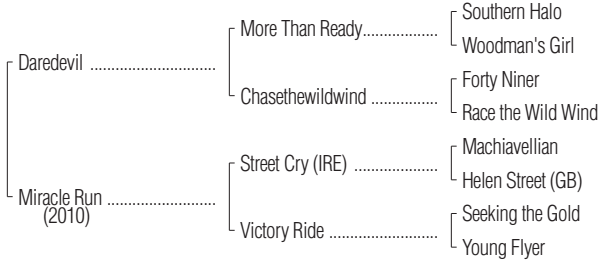 Southern Halo
More Than Ready..................
Woodman's Girl
Daredevil ..............................
Forty Niner
Chasethewildwind ................
Race the Wild Wind
Machiavellian
Street Cry (IRE) ....................
Helen Street (GB)
Miracle Run ..........................
(2010)
Seeking the Gold
Victory Ride ..........................
Young Flyer